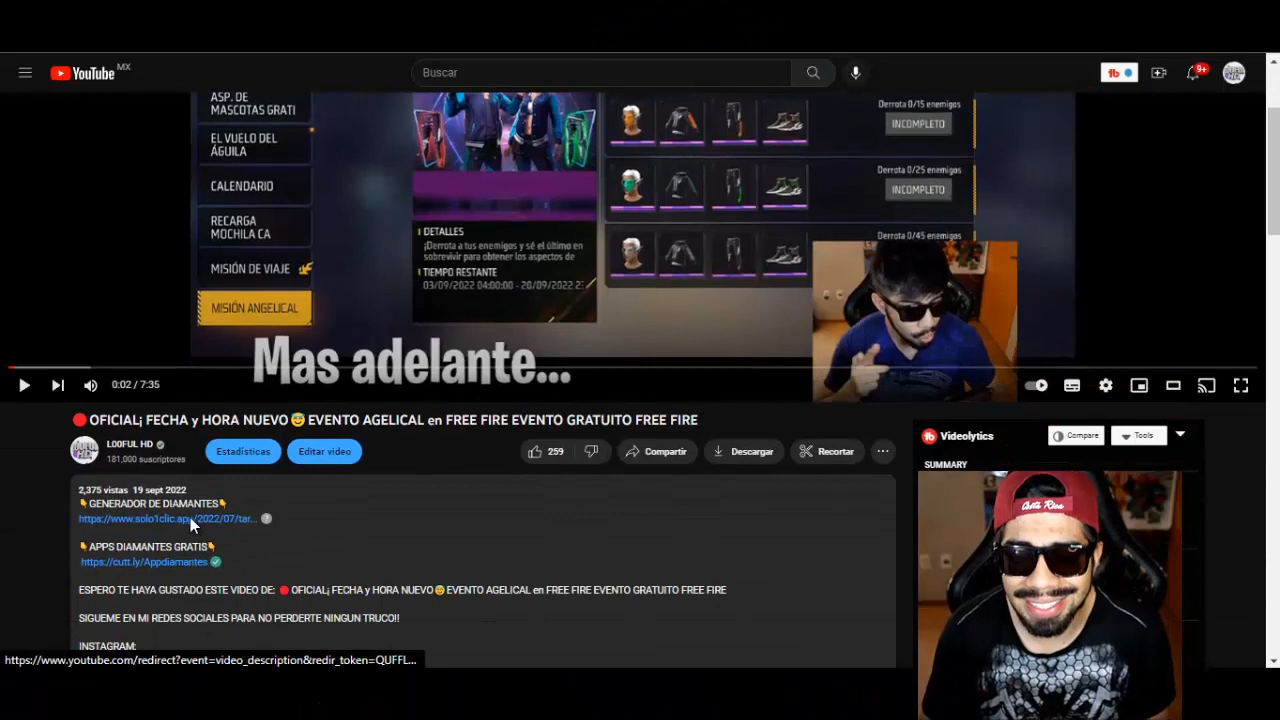 YouTube MX
Buscar
9+
ASP. DE
MASCOTAS GRATI
EL VUELO DEL
ÁGUILA
CALENDARIO
RECARGA
MOCHILA CA
MISIÓN DE VIAJE
MISIÓN ANGELICAL
DETALLES
¡Derrota a tus enemigos y sé el último en
sobrevivir para obtener los aspectos de
TIEMPO RESTANTE
03/09/2022 04:00:00 - 20/09/2022 23
Derrota 0/15 enemigos
INCOMPLETO
Derrota 0/25 enemigos
INCOMPLETO
Derrota 0/45 enemigos
Mas adelante...
0:02 / 7:35
🔴OFICIAL¡ FECHA y HORA NUEVO😇EVENTO AGELICAL en FREE FIRE EVENTO GRATUITO FREE FIRE
L00FUL HD
181,000 suscriptores
Estadísticas
Editar video
259
Compartir
Descargar
Recortar
2,375 vistas 19 sept 2022
👇GENERADOR DE DIAMANTES👇
https://www.solo1clic.app/2022/07/tar...
👇APPS DIAMANTES GRATIS👇
https://cutt.ly/Appdiamantes
ESPERO TE HAYA GUSTADO ESTE VIDEO DE: 🔴OFICIAL¡ FECHA y HORA NUEVO😇EVENTO AGELICAL en FREE FIRE EVENTO GRATUITO FREE FIRE
SIGUEME EN MI REDES SOCIALES PARA NO PERDERTE NINGUN TRUCO!!
INSTAGRAM:
https://www.youtube.com/redirect?event=video_description&redir_token=QUFFL...
Videolytics
Compare
Tools
SUMMARY